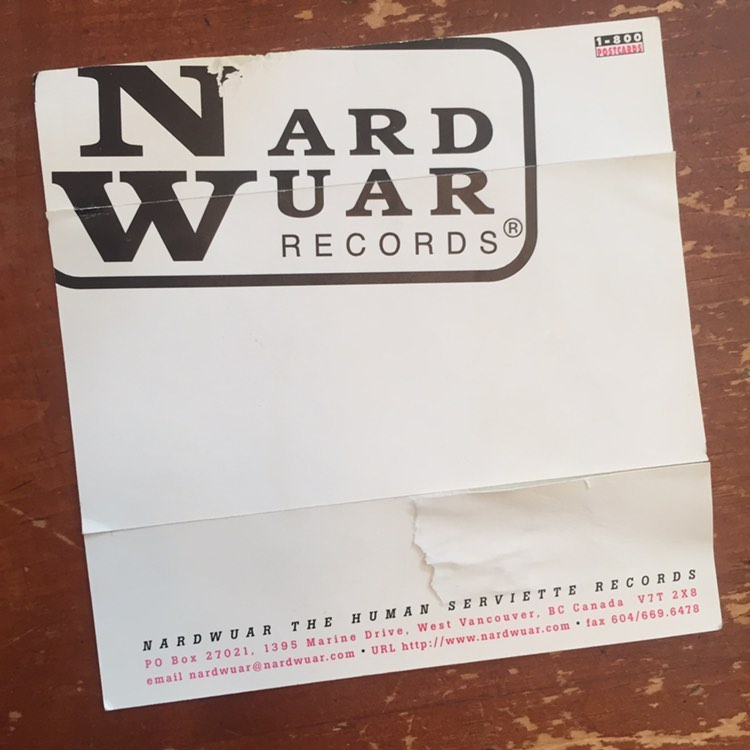 1-800
POSTCARDS
NARD
WUAR
RECORDS®
NARDWUAR THE HUMAN SERVIETTE RECORDS
PO Box 27021, 1395 Marine Drive, West Vancouver, BC Canada V7T 2X8
email nardwuar@nardwuar.com • URL http://www.nardwuar.com • fax 604/669.6478